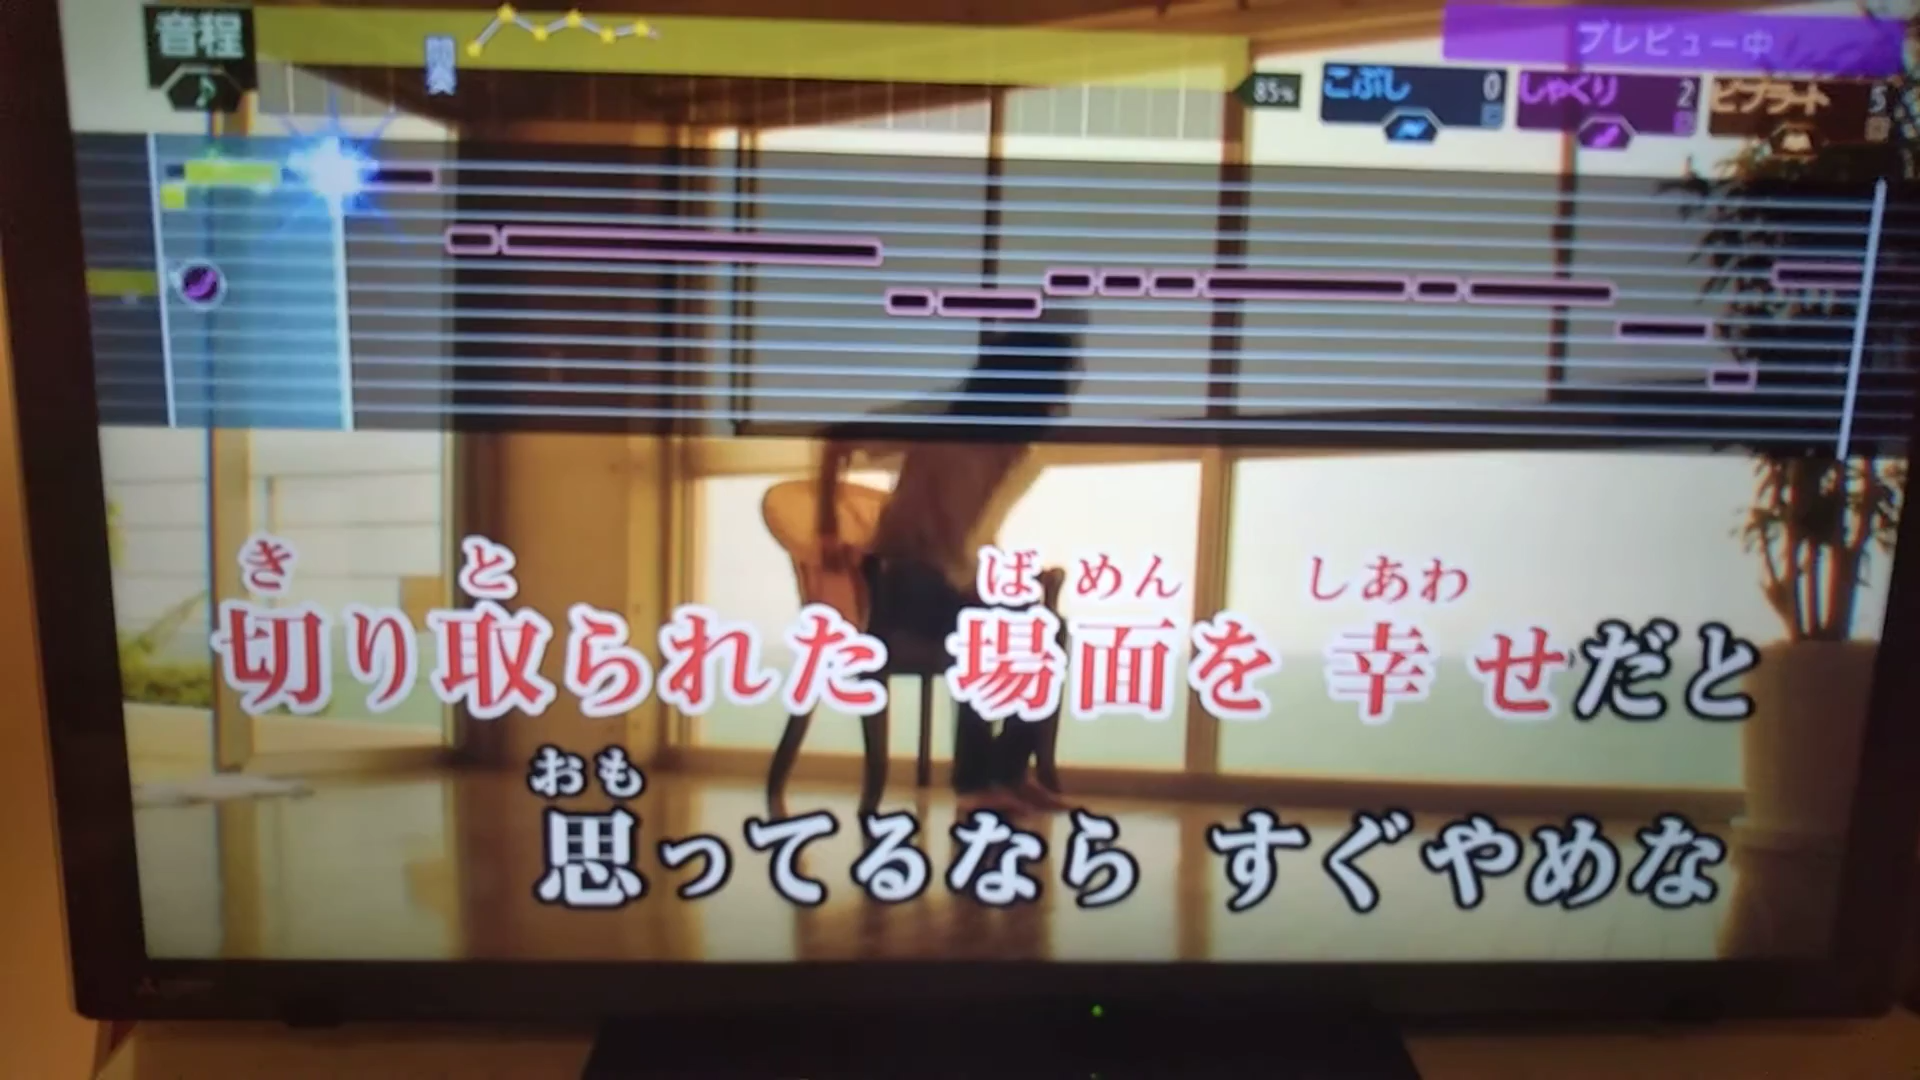 音程
間奏
プレビュー中
85%
こぶし 0
しゃくり 2
ビブラート 5
き と ば めん しあわ
切り取られた 場面を 幸せだと
おも
思ってるなら すぐやめな